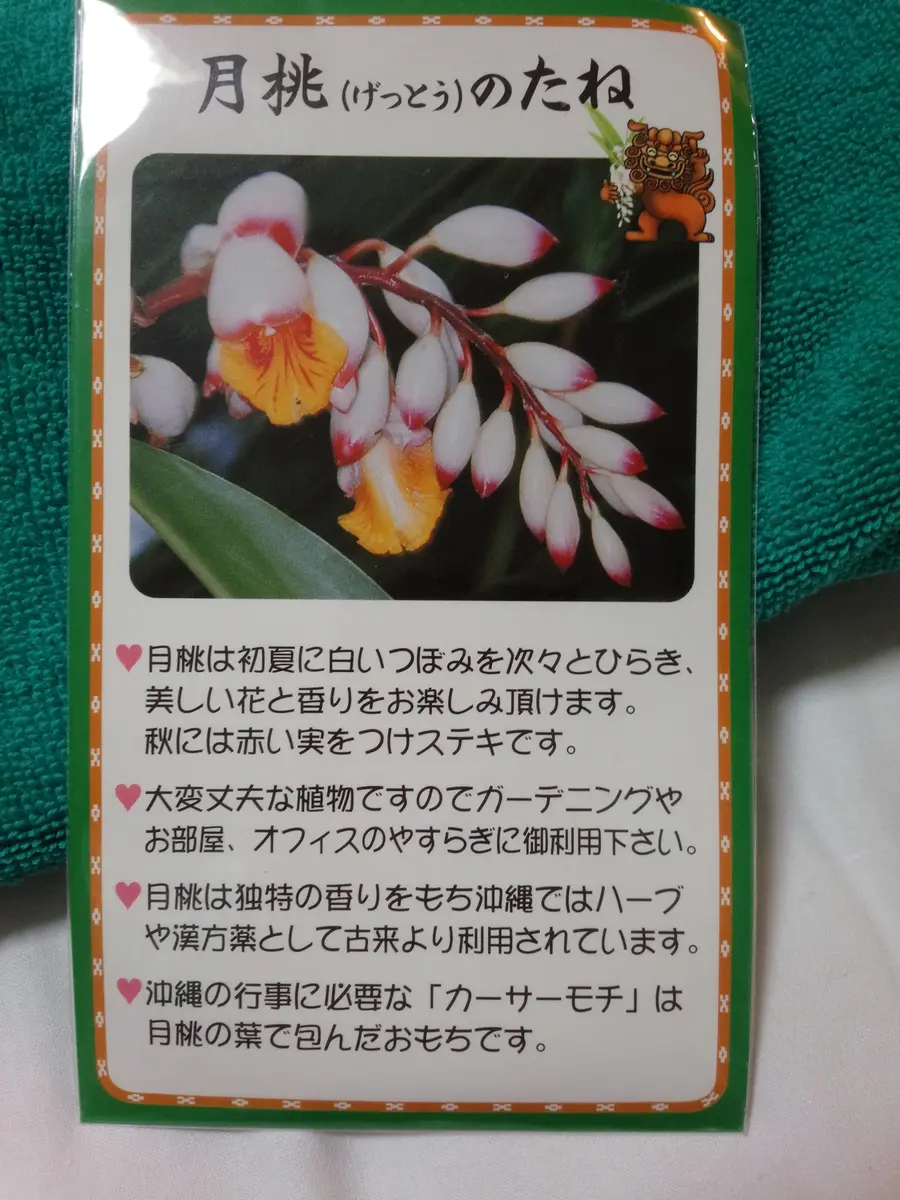 月桃(げっとう)のたね
♥月桃は初夏に白いつぼみを次々とひらき、
美しい花と香りをお楽しみ頂けます。
秋には赤い実をつけステキです。
♥大変丈夫な植物ですのでガーデニングや
お部屋、オフィスのやすらぎに御利用下さい。
♥月桃は独特の香りをもち沖縄ではハーブ
や漢方薬として古来より利用されています。
♥沖縄の行事に必要な「カーサーモチ」は
月桃の葉で包んだおもちです。